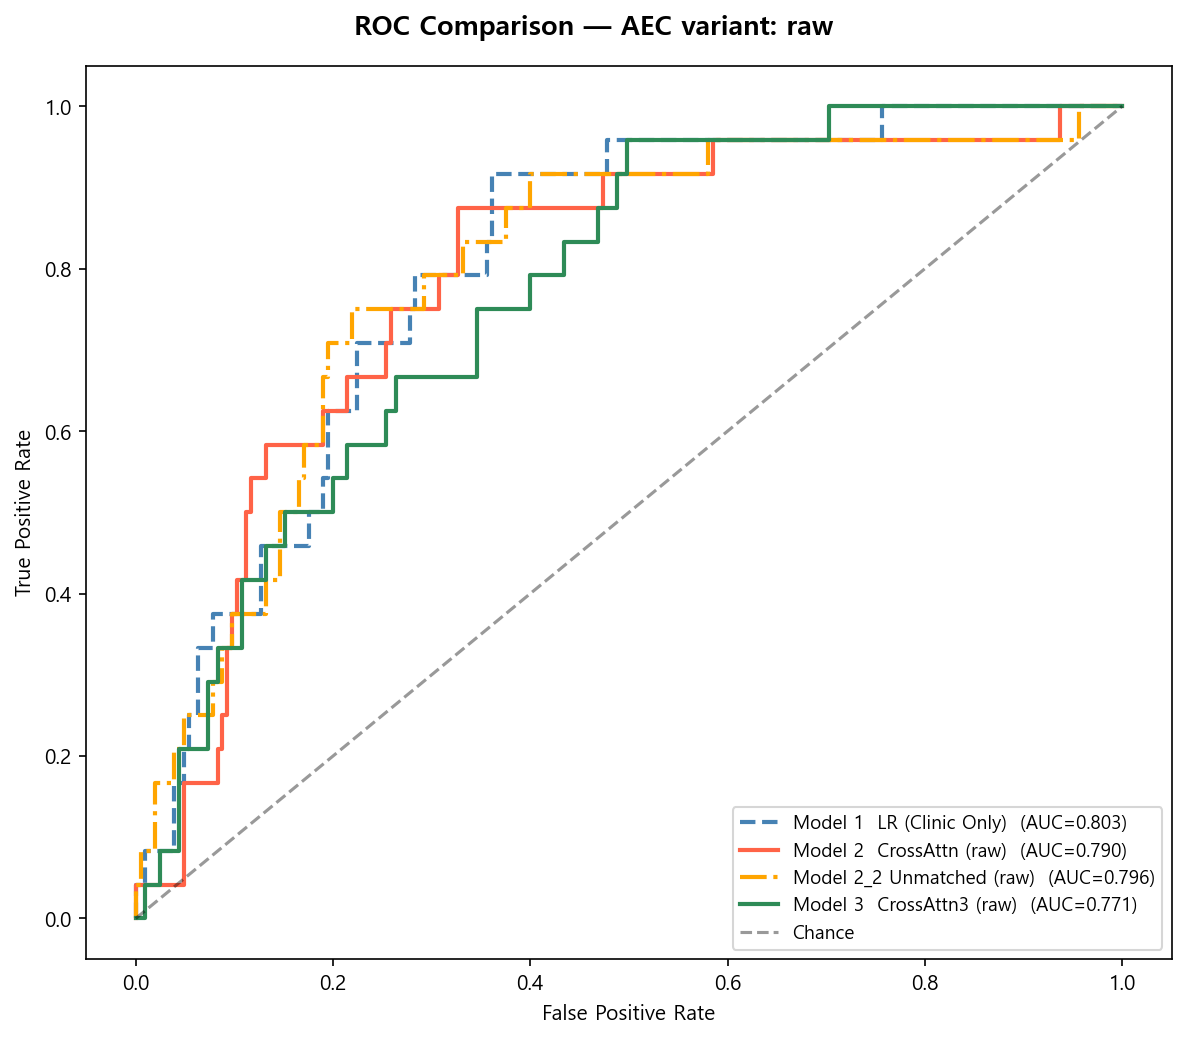 ROC Comparison — AEC variant: raw
True Positive Rate
1.0
0.8
0.6
0.4
0.2
0.0
Model 1 LR (Clinic Only) (AUC=0.803)
Model 2 CrossAttn (raw) (AUC=0.790)
Model 2_2 Unmatched (raw) (AUC=0.796)
Model 3 CrossAttn3 (raw) (AUC=0.771)
Chance
0.0 0.2 0.4 0.6 0.8 1.0
False Positive Rate